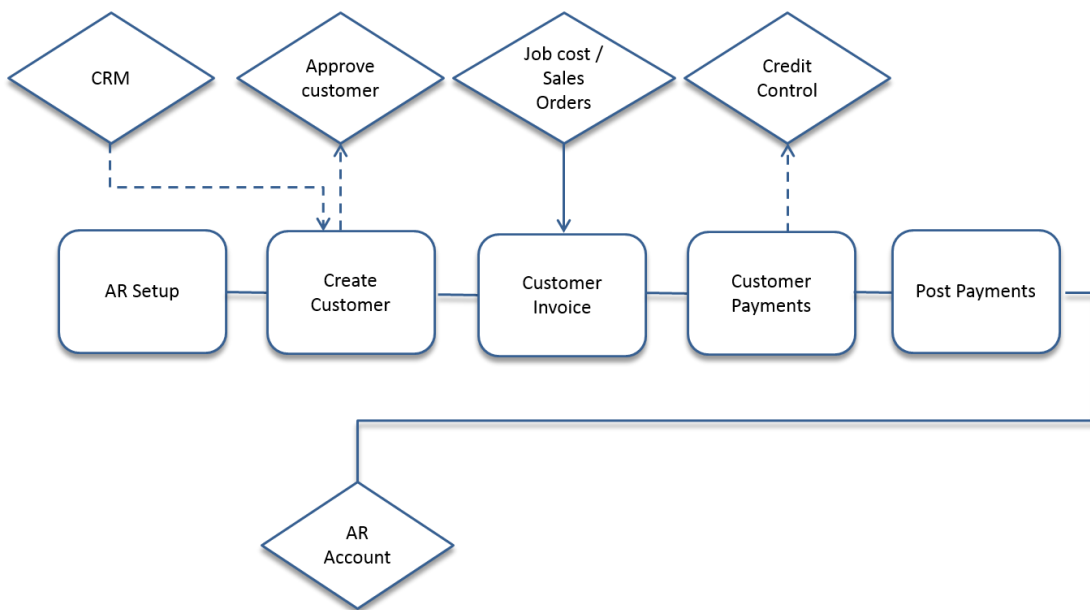 CRM
Approve
customer
Job cost /
Sales
Orders
Credit
Control
AR Setup
Create
Customer
Customer
Invoice
Customer
Payments
Post Payments
AR
Account